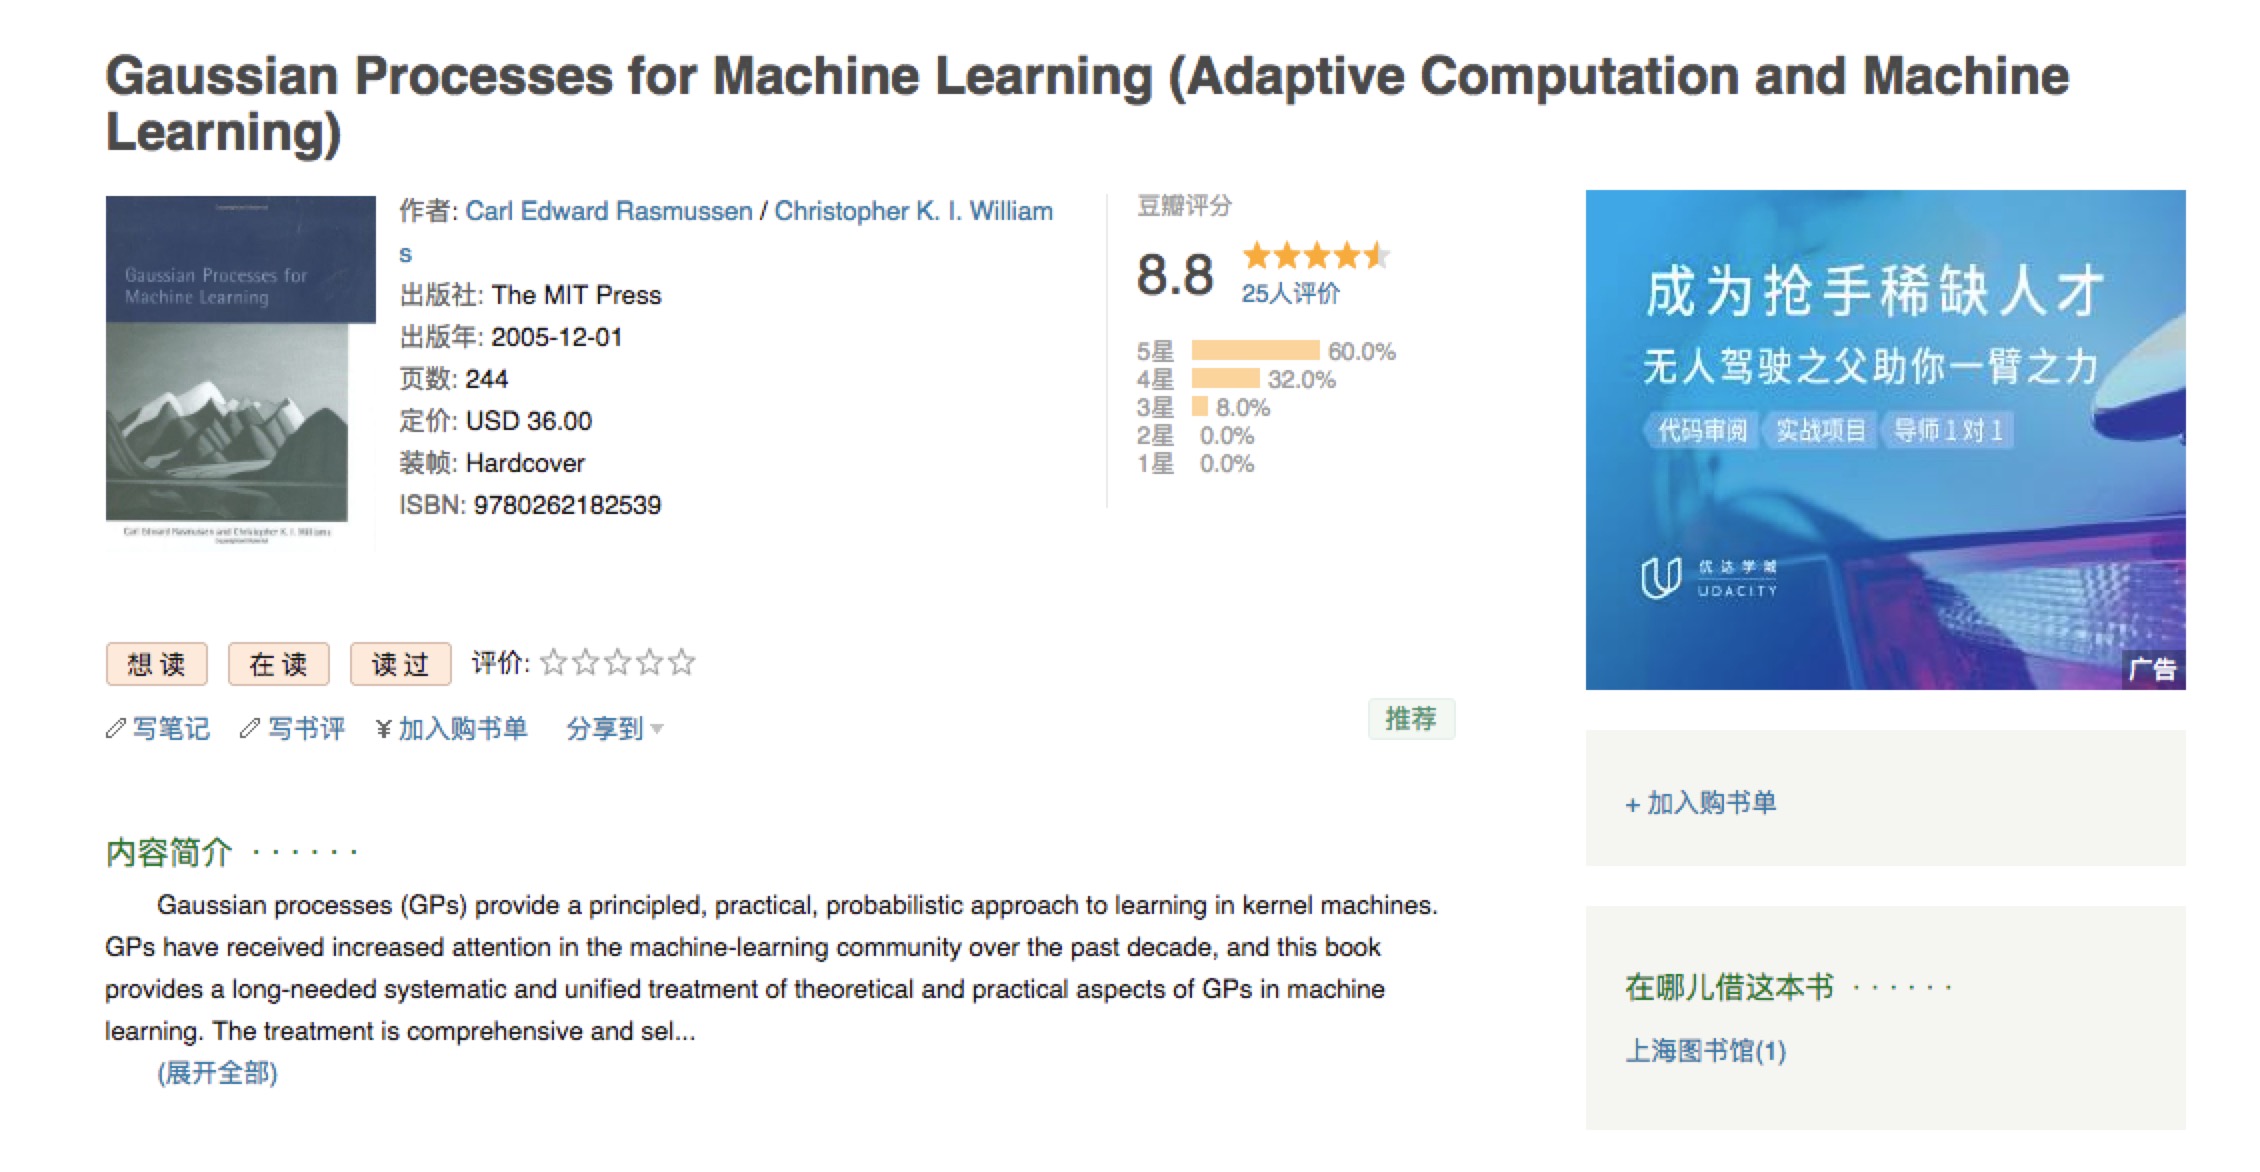 Gaussian Processes for Machine Learning (Adaptive Computation and Machine
Learning)
Gaussian Processes for
Machine Learning
Carl Edward Rasmussen and Christopher K. I. Williams
作者: Carl Edward Rasmussen / Christopher K. I. William
s
出版社: The MIT Press
出版年: 2005-12-01
页数: 244
定价: USD 36.00
装帧: Hardcover
ISBN: 9780262182539
豆瓣评分
8.8
25人评价
5星 60.0%
4星 32.0%
3星 8.0%
2星 0.0%
1星 0.0%
成为抢手稀缺人才
无人驾驶之父助你一臂之力
代码审阅 实战项目 导师1对1
优达学城
UDACITY
广告
想读 在读 读过 评价:
写笔记 写书评 ¥加入购书单 分享到
推荐
+ 加入购书单
内容简介 · · · · · ·
Gaussian processes (GPs) provide a principled, practical, probabilistic approach to learning in kernel machines.
GPs have received increased attention in the machine-learning community over the past decade, and this book
provides a long-needed systematic and unified treatment of theoretical and practical aspects of GPs in machine
learning. The treatment is comprehensive and sel...
(展开全部)
在哪儿借这本书 · · · · · ·
上海图书馆(1)